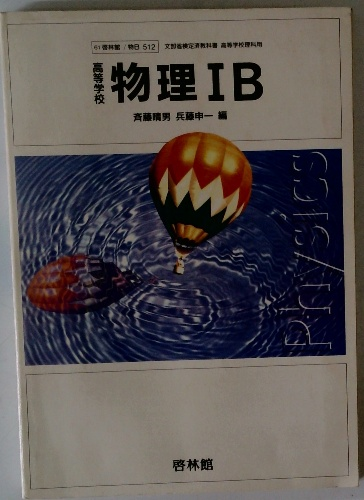 61 啓林館 物B 512 文部省検定済教科書 高等学校理科用
高等学校
物理IB
斉藤晴男 兵藤申一 編
Physics
啓林館